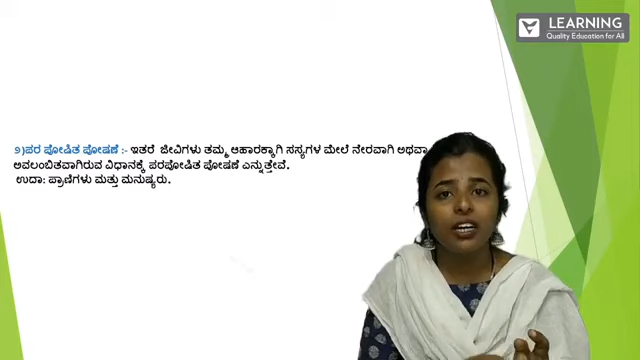 LEARNING
Quality Education for All
೨)ಪರ ಪೋಷಿತ ಪೋಷಣೆ :- ಇತರೆ ಜೀವಿಗಳು ತಮ್ಮ ಆಹಾರಕ್ಕಾಗಿ ಸಸ್ಯಗಳ ಮೇಲೆ ನೇರವಾಗಿ ಅಥವಾ
ಅವಲಂಬಿತವಾಗಿರುವ ವಿಧಾನಕ್ಕೆ ಪರಪೋಷಿತ ಪೋಷಣೆ ಎನ್ನುತ್ತೇವೆ.
ಉದಾ: ಪ್ರಾಣಿಗಳು ಮತ್ತು ಮನುಷ್ಯರು.